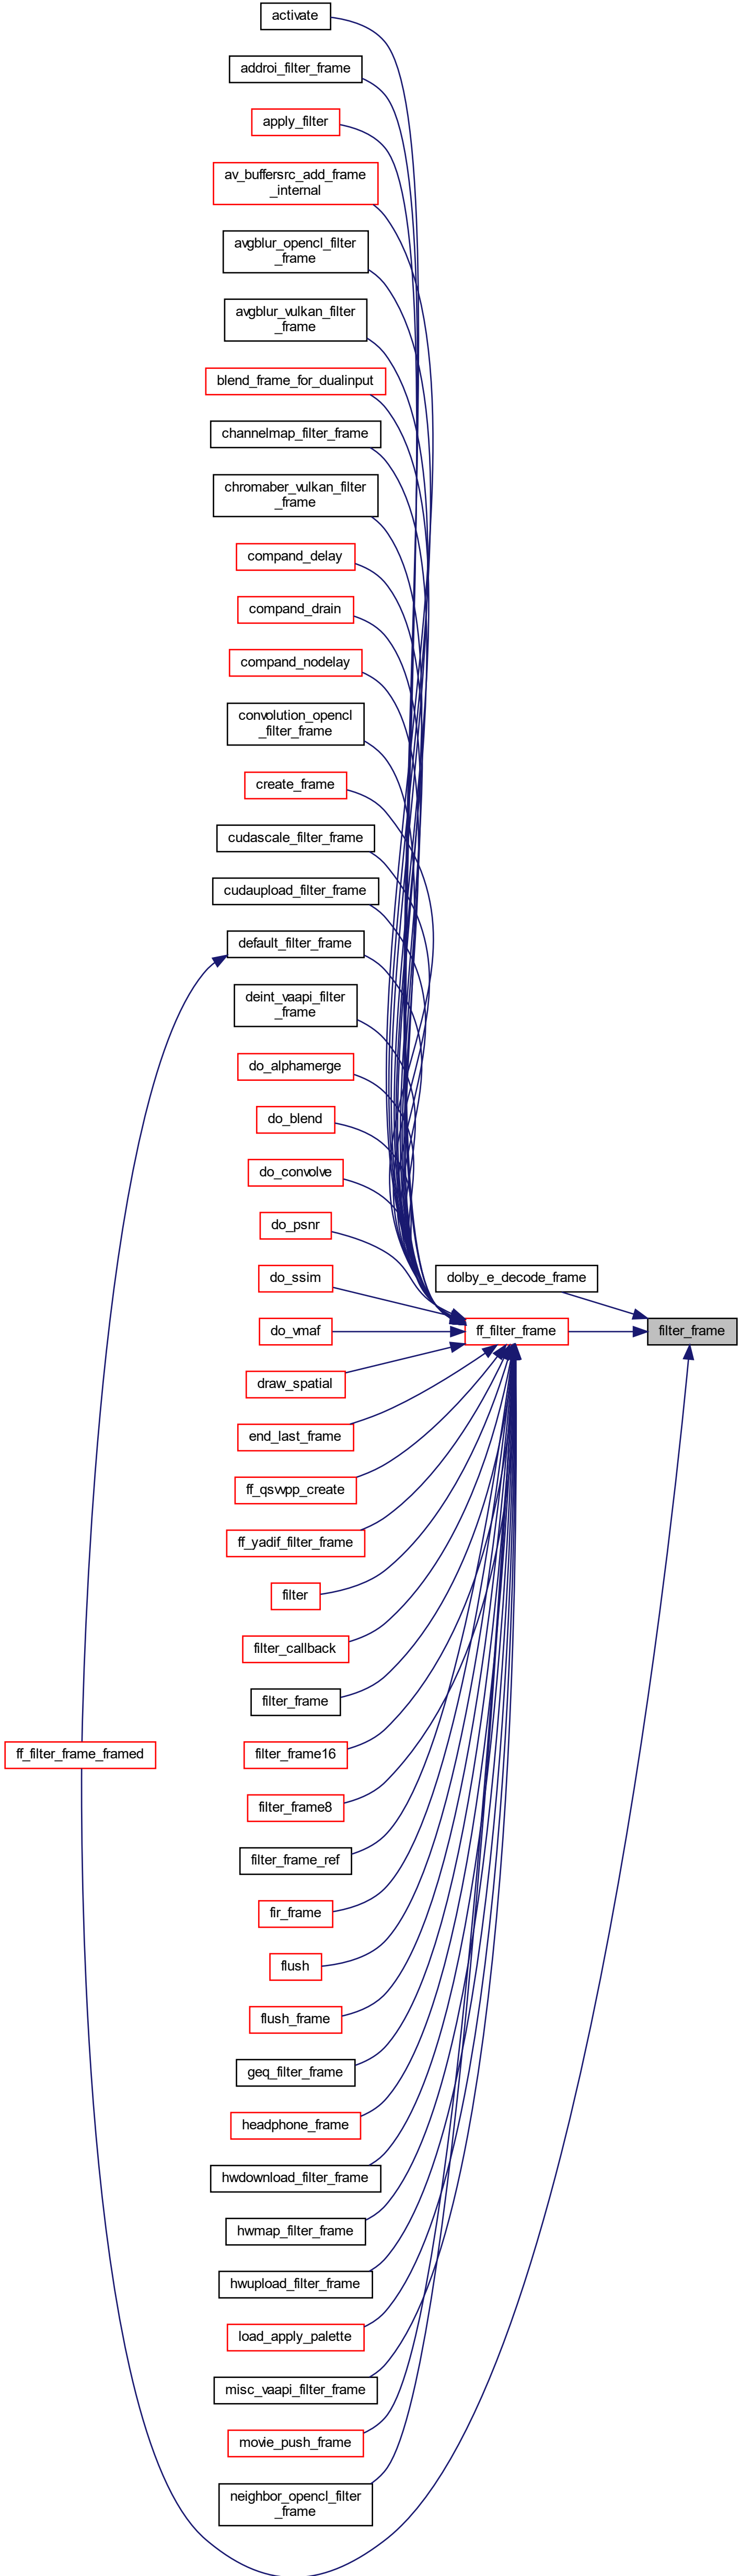 activate
addroi_filter_frame
apply_filter
av_buffersrc_add_frame
_internal
avgblur_opencl_filter
_frame
avgblur_vulkan_filter
_frame
blend_frame_for_dualinput
channelmap_filter_frame
chromaber_vulkan_filter
_frame
compand_delay
compand_drain
compand_nodelay
convolution_opencl
_filter_frame
create_frame
cudascale_filter_frame
cudaupload_filter_frame
default_filter_frame
deint_vaapi_filter
_frame
do_alphamerge
do_blend
do_convolve
do_psnr
do_ssim
dolby_e_decode_frame
do_vmaf
ff_filter_frame
filter_frame
draw_spatial
end_last_frame
ff_qsvvpp_create
ff_yadif_filter_frame
filter
filter_callback
filter_frame
ff_filter_frame_framed
filter_frame16
filter_frame8
filter_frame_ref
fir_frame
flush
flush_frame
geq_filter_frame
headphone_frame
hwdownload_filter_frame
hwmap_filter_frame
hwupload_filter_frame
load_apply_palette
misc_vaapi_filter_frame
movie_push_frame
neighbor_opencl_filter
_frame